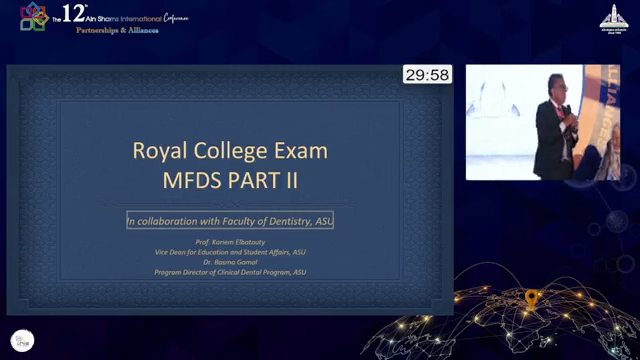 The 12th Ain Shams International Conference
Partnerships & Alliances
29:58
Royal College Exam
MFDS PART II
In collaboration with Faculty of Dentistry, ASU
Prof. Kanem Elbatouty
Vice Dean for Education and Student Affairs, ASU
Dr. Basma Gamal
Program Director of Clinical Dental Program, ASU